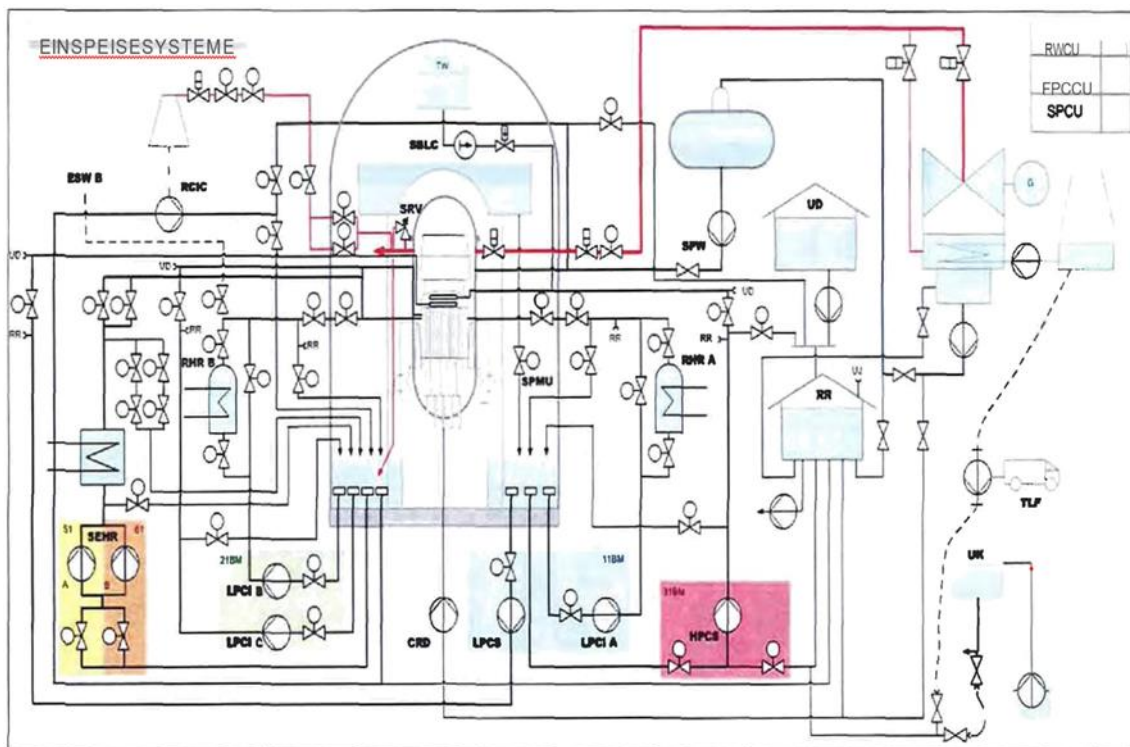 EINSPEISESYSTEME
TW
RWCU
FPCCU
SPCU
SBLC
ESW B
RCIC
SRV
UD
G
SPW
UD
UD
UD
RR
RR
RR
RR
RR
RHR B
SPMU
RHR A
RR
TLF
51
SEHR
61
A
B
21BM
11BM
31BM
LPCI B
LPCI C
CRD
LPCS
LPCI A
HPCS
UK